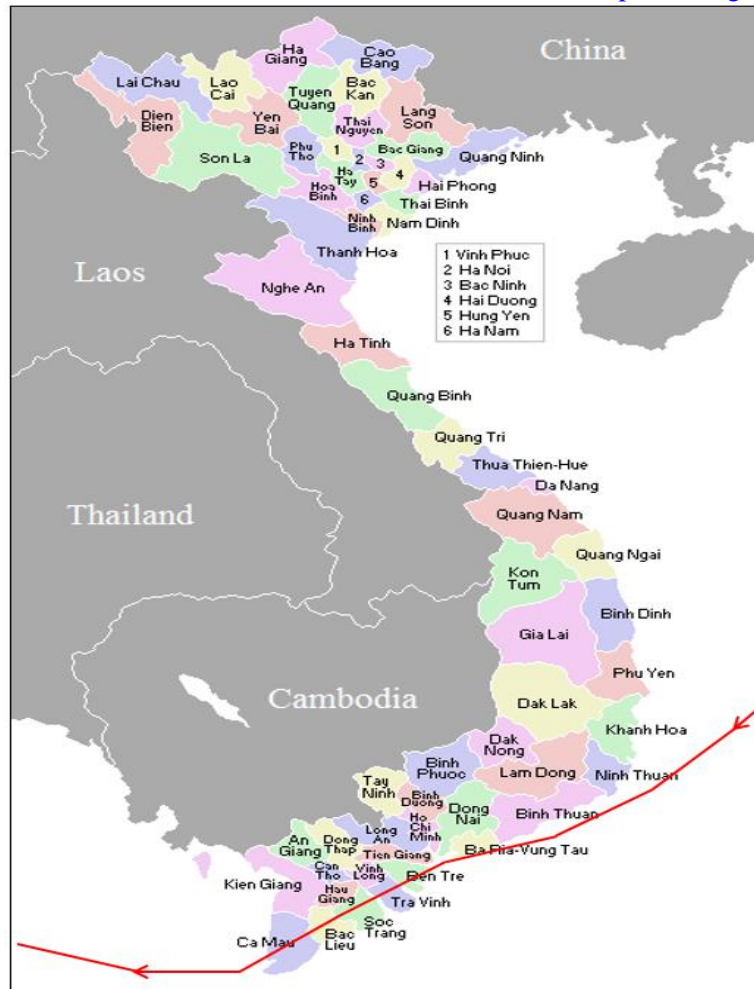 Ha
Giang
Cao
Bang
China
Lai Chau
Lao
Cai
Tuyen
Quang
Bac
Kan
Dien
Bien
Yen
Bai
Thai
Nguyen
Lang
Son
Son La
Phu
Tho
1
2
3
Bac Giang
Quang Ninh
Ha
Tay
4
5
Hoa
Binh
Hai Phong
6
Thai Binh
Ninh
Binh
Nam Dinh
Thanh Hoa
Laos
Nghe An
1 Vinh Phuc
2 Ha Noi
3 Bac Ninh
4 Hai Duong
5 Hung Yen
6 Ha Nam
Ha Tinh
Quang Binh
Quang Tri
Thua Thien-Hue
Da Nang
Thailand
Quang Nam
Quang Ngai
Kon
Tum
Binh Dinh
Gia Lai
Phu Yen
Cambodia
Dak Lak
Khanh Hoa
Dak
Nong
Binh
Phuoc
Lam Dong
Ninh Thuan
Tay
Ninh
Binh
Duong
Dong
Nai
Binh Thuan
Ho
Chi
Minh
Long
An
An
Giang
Dong
Thap
Tien Giang
Ba Ria-Vung Tau
Can
Tho
Vinh
Long
Ben Tre
Kien Giang
Hau
Giang
Tra Vinh
Soc
Trang
Ca Mau
Bac
Lieu